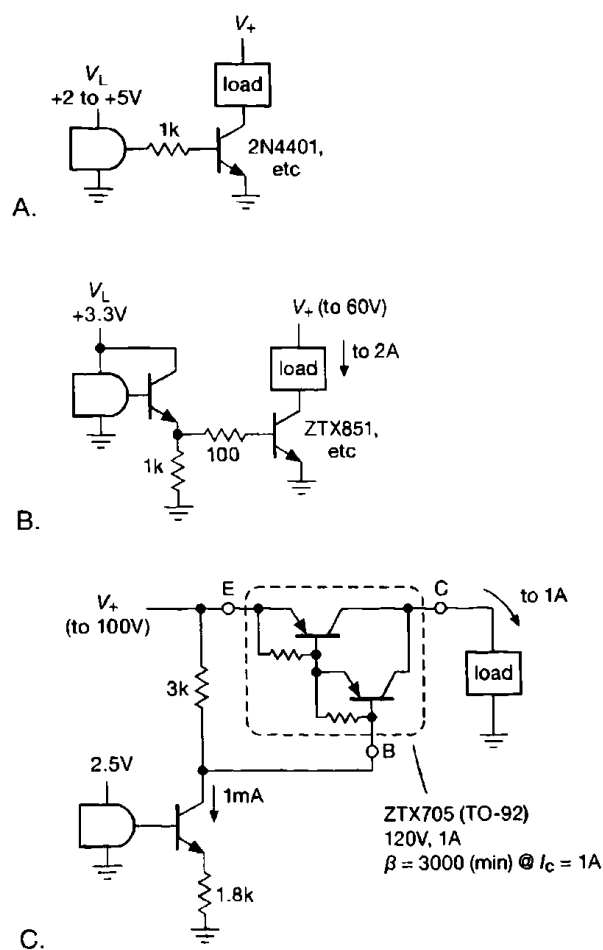 V+
load
VL
+2 to +5V
1k
2N4401,
etc
A.
VL
+3.3V
V+ (to 60V)
load
to 2A
100
ZTX851,
etc
1k
B.
E
C
V+
(to 100V)
to 1A
load
3k
B
2.5V
1mA
ZTX705 (TO-92)
120V, 1A
β = 3000 (min) @ Ic = 1A
1.8k
C.